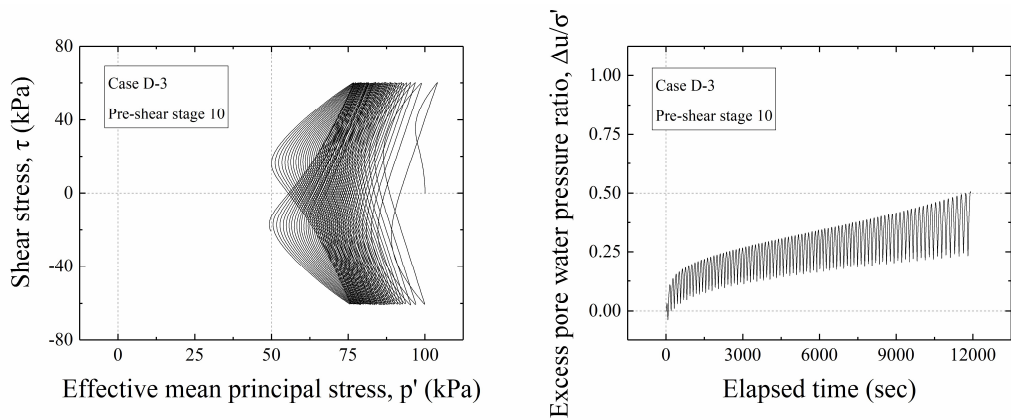 80
40
0
-40
-80
Shear stress, τ (kPa)
Case D-3
Pre-shear stage 10
0
25
50
75
100
Effective mean principal stress, p' (kPa)
1.00
0.75
0.50
0.25
0.00
Excess pore water pressure ratio, Δu/σ'
Case D-3
Pre-shear stage 10
0
3000
6000
9000
12000
Elapsed time (sec)